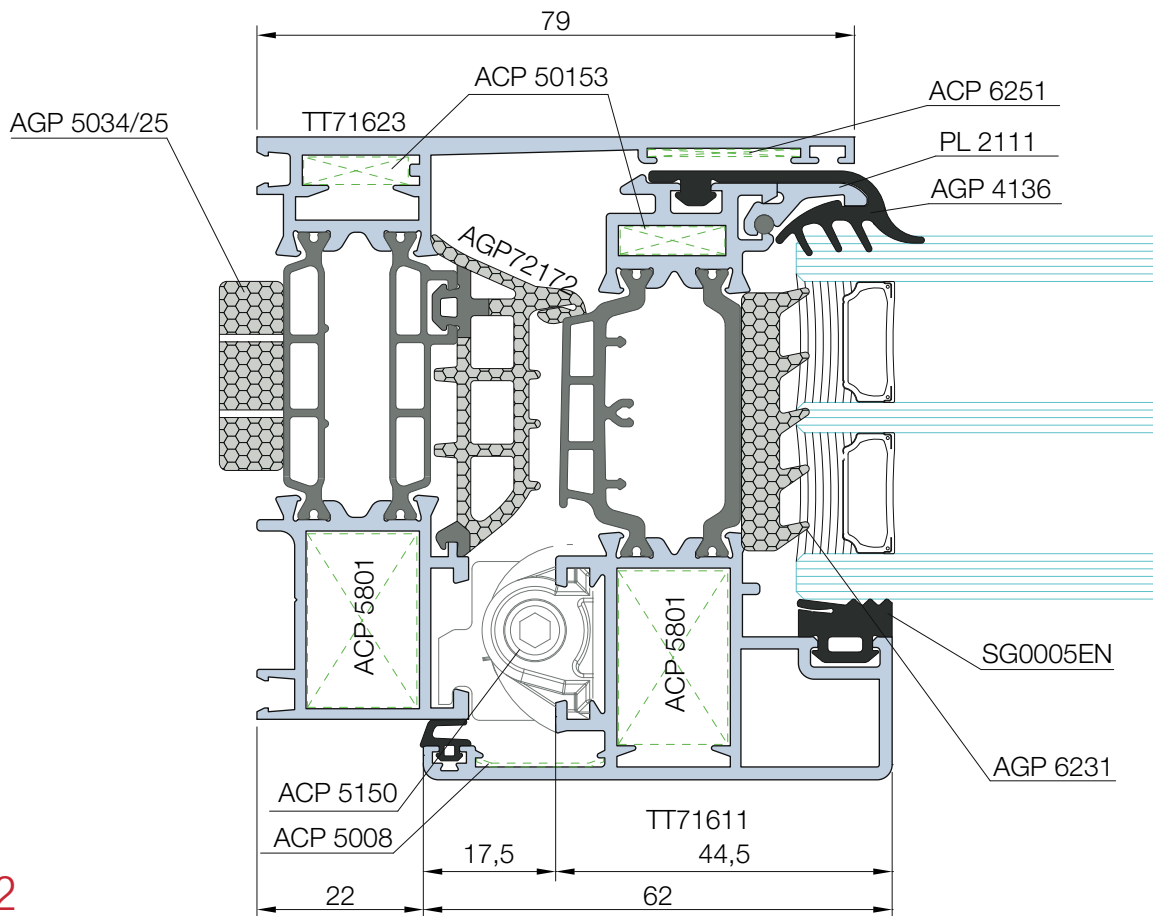 79
ACP 50153
ACP 6251
AGP 5034/25
TT71623
PL 2111
AGP 4136
AGP72172
ACP 5801
ACP 5801
SG0005EN
AGP 6231
ACP 5150
ACP 5008
TT71611
17,5
44,5
22
62
2